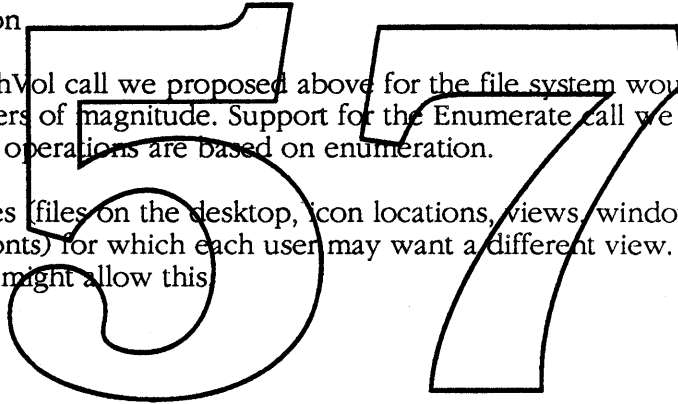 on
hVol call we proposed above for the file system wou
ers of magnitude. Support for the Enumerate call we
operations are based on enumeration.
es (files on the desktop, icon locations, views, windo
onts) for which each user may want a different view.
might allow this
57